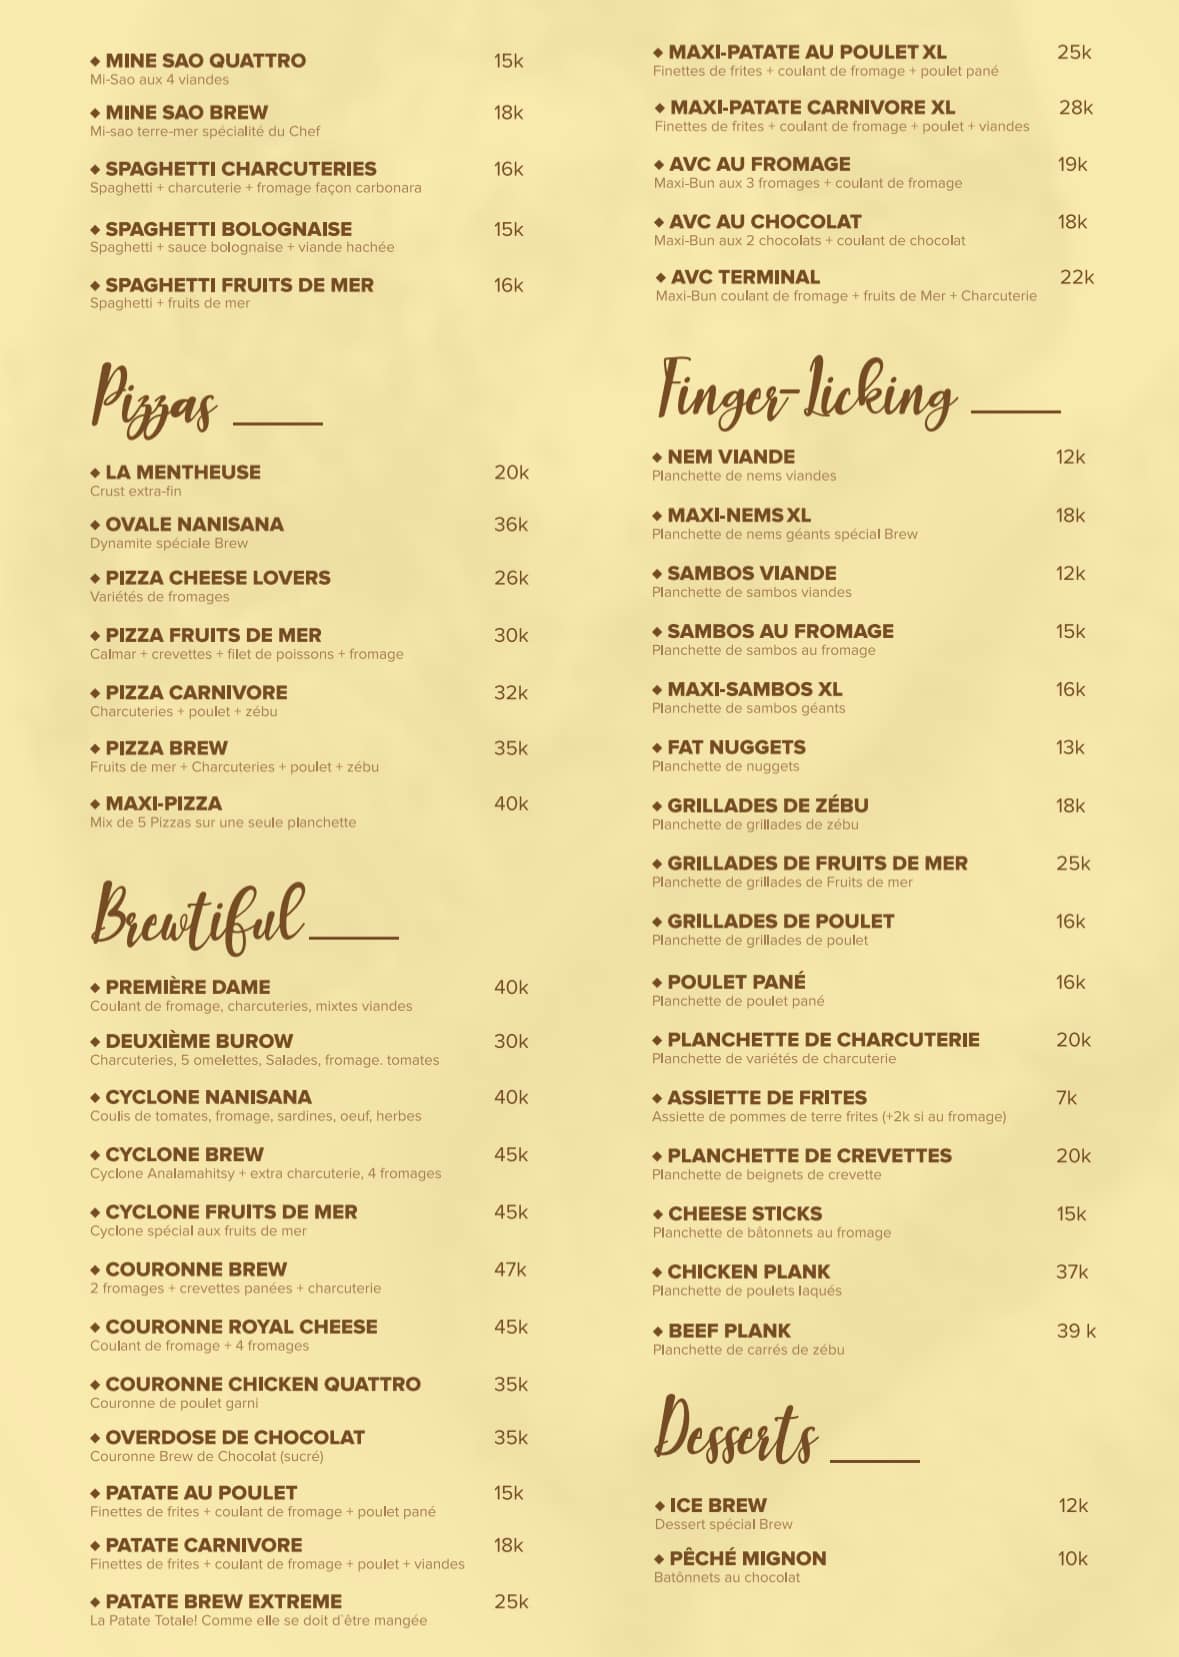 ◆ MINE SAO QUATTRO 15k
Mi-Sao aux 4 viandes
◆ MINE SAO BREW 18k
Mi-sao terre-mer spécialité du Chef
◆ SPAGHETTI CHARCUTERIES 16k
Spaghetti + charcuterie + fromage façon carbonara
◆ SPAGHETTI BOLOGNAISE 15k
Spaghetti + sauce bolognaise + viande hachée
◆ SPAGHETTI FRUITS DE MER 16k
Spaghetti + fruits de mer
Pizzas
◆ LA MENTHEUSE 20k
Crust extra-fin
◆ OVALE NANISANA 36k
Dynamite spéciale Brew
◆ PIZZA CHEESE LOVERS 26k
Variétés de fromages
◆ PIZZA FRUITS DE MER 30k
Calmar + crevettes + filet de poissons + fromage
◆ PIZZA CARNIVORE 32k
Charcuteries + poulet + zébu
◆ PIZZA BREW 35k
Fruits de mer + Charcuteries + poulet + zébu
◆ MAXI-PIZZA 40k
Mix de 5 Pizzas sur une seule planchette
Brewtiful
◆ PREMIÈRE DAME 40k
Coulant de fromage, charcuteries, mixtes viandes
◆ DEUXIÈME BUROW 30k
Charcuteries, 5 omelettes, Salades, fromage. tomates
◆ CYCLONE NANISANA 40k
Coulis de tomates, fromage, sardines, oeuf, herbes
◆ CYCLONE BREW 45k
Cyclone Analamahitsy + extra charcuterie, 4 fromages
◆ CYCLONE FRUITS DE MER 45k
Cyclone spécial aux fruits de mer
◆ COURONNE BREW 47k
2 fromages + crevettes panées + charcuterie
◆ COURONNE ROYAL CHEESE 45k
Coulant de fromage + 4 fromages
◆ COURONNE CHICKEN QUATTRO 35k
Couronne de poulet garni
◆ OVERDOSE DE CHOCOLAT 35k
Couronne Brew de Chocolat (sucré)
◆ PATATE AU POULET 15k
Finettes de frites + coulant de fromage + poulet pané
◆ PATATE CARNIVORE 18k
Finettes de frites + coulant de fromage + poulet + viandes
◆ PATATE BREW EXTREME 25k
La Patate Totale! Comme elle se doit d'être mangée
◆ MAXI-PATATE AU POULET XL 25k
Finettes de frites + coulant de fromage + poulet pané
◆ MAXI-PATATE CARNIVORE XL 28k
Finettes de frites + coulant de fromage + poulet + viandes
◆ AVC AU FROMAGE 19k
Maxi-Bun aux 3 fromages + coulant de fromage
◆ AVC AU CHOCOLAT 18k
Maxi-Bun aux 2 chocolats + coulant de chocolat
◆ AVC TERMINAL 22k
Maxi-Bun coulant de fromage + fruits de Mer + Charcuterie
Finger-Licking
◆ NEM VIANDE 12k
Planchette de nems viandes
◆ MAXI-NEMS XL 18k
Planchette de nems géants spécial Brew
◆ SAMBOS VIANDE 12k
Planchette de sambos viandes
◆ SAMBOS AU FROMAGE 15k
Planchette de sambos au fromage
◆ MAXI-SAMBOS XL 16k
Planchette de sambos géants
◆ FAT NUGGETS 13k
Planchette de nuggets
◆ GRILLADES DE ZÉBU 18k
Planchette de grillades de zébu
◆ GRILLADES DE FRUITS DE MER 25k
Planchette de grillades de Fruits de mer
◆ GRILLADES DE POULET 16k
Planchette de grillades de poulet
◆ POULET PANÉ 16k
Planchette de poulet pané
◆ PLANCHETTE DE CHARCUTERIE 20k
Planchette de variétés de charcuterie
◆ ASSIETTE DE FRITES 7k
Assiette de pommes de terre frites (+2k si au fromage)
◆ PLANCHETTE DE CREVETTES 20k
Planchette de beignets de crevette
◆ CHEESE STICKS 15k
Planchette de bâtonnets au fromage
◆ CHICKEN PLANK 37k
Planchette de poulets laqués
◆ BEEF PLANK 39 k
Planchette de carrés de zébu
Desserts
◆ ICE BREW 12k
Dessert spécial Brew
◆ PÊCHÉ MIGNON 10k
Batônnets au chocolat